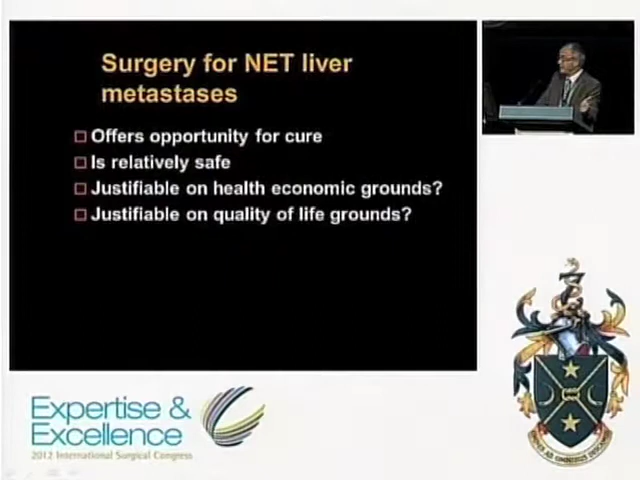 Surgery for NET liver
metastases
Offers opportunity for cure
Is relatively safe
Justifiable on health economic grounds?
Justifiable on quality of life grounds?
Expertise &
Excellence
2012 International Surgical Congress